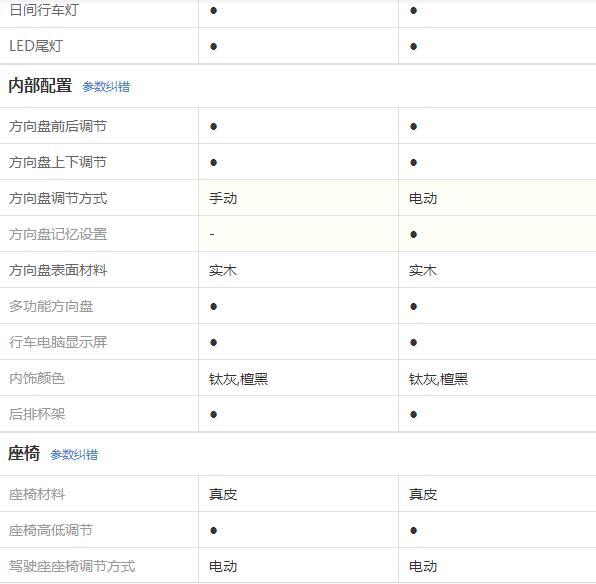 日间行车灯 ● ●
LED尾灯 ● ●
内部配置 参数纠错
方向盘前后调节 ● ●
方向盘上下调节 ● ●
方向盘调节方式 手动 电动
方向盘记忆设置 - ●
方向盘表面材料 实木 实木
多功能方向盘 ● ●
行车电脑显示屏 ● ●
内饰颜色 钛灰,檀黑 钛灰,檀黑
后排杯架 ● ●
座椅 参数纠错
座椅材料 真皮 真皮
座椅高低调节 ● ●
驾驶座座椅调节方式 电动 电动